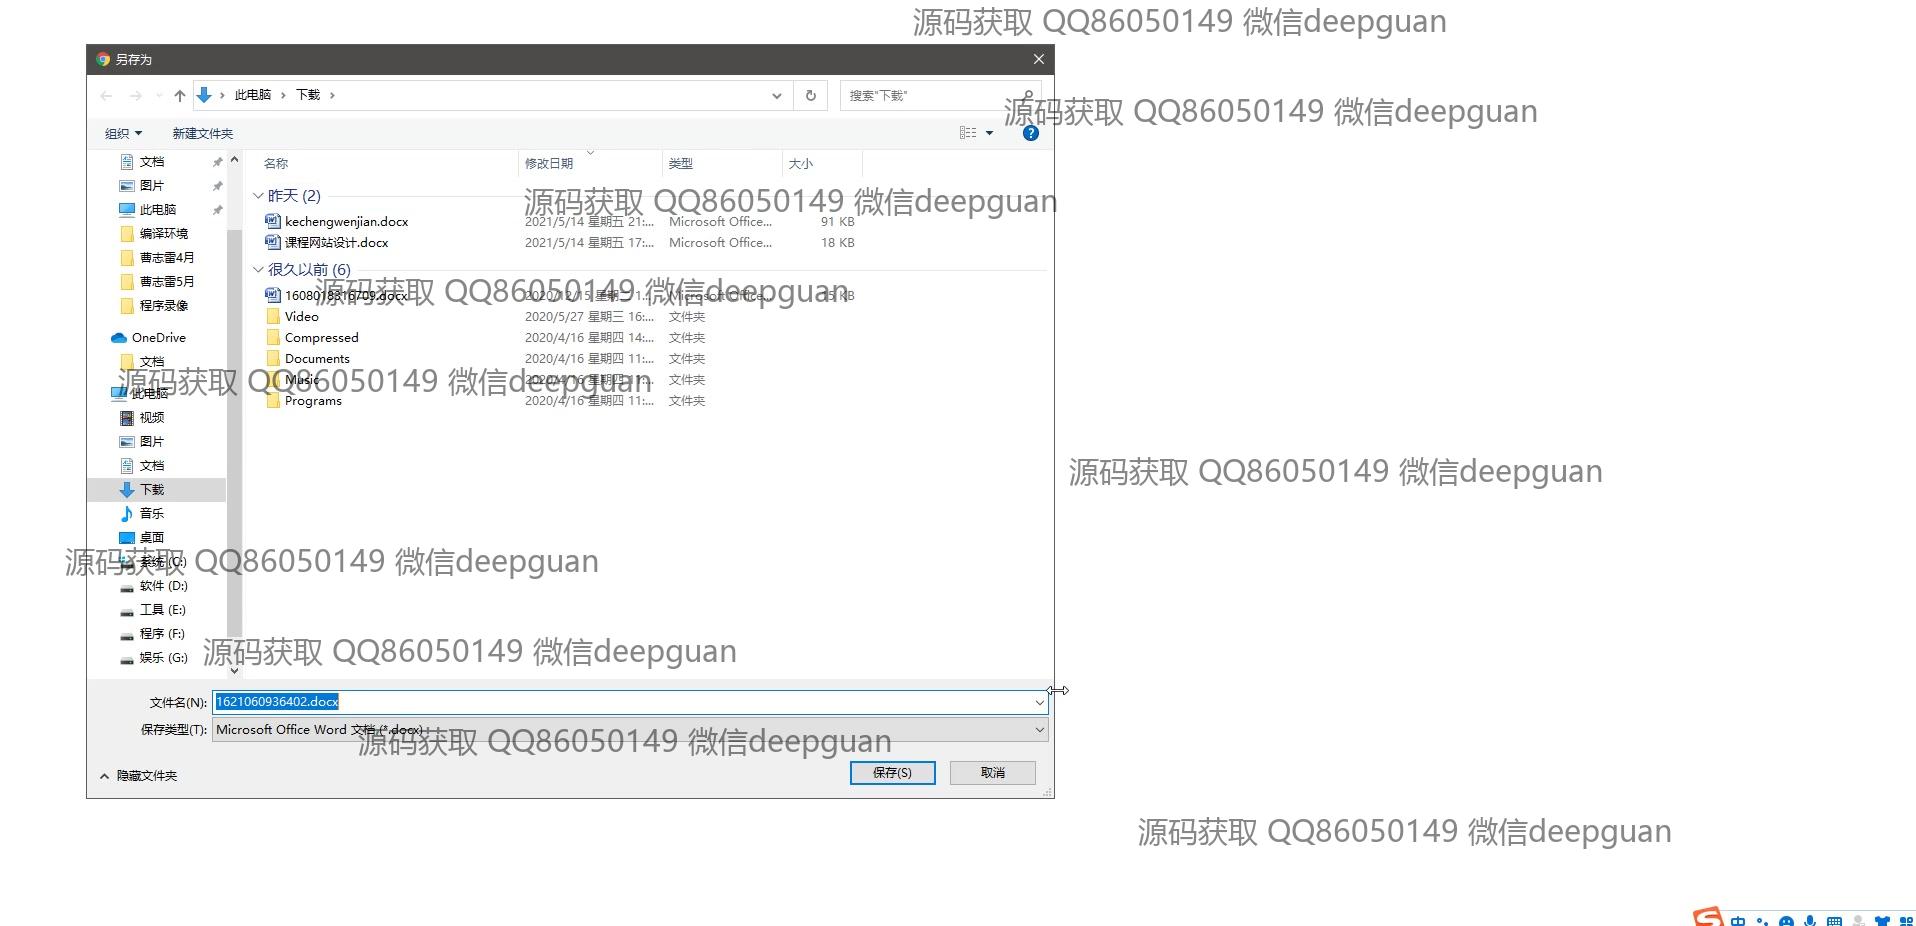 源码获取 QQ86050149 微信deepguan
另存为
此电脑 下载
搜索"下载"
源码获取 QQ86050149 微信deepguan
组织 新建文件夹
文档
图片
此电脑
编译环境
曹志雷4月
曹志雷5月
程序录像
OneDrive
文档
此电脑
视频
图片
文档
下载
音乐
桌面
系统 (C:)
软件 (D:)
工具 (E:)
程序 (F:)
娱乐 (G:)
名称 修改日期 类型 大小
昨天 (2)
源码获取 QQ86050149 微信deepguan
kechengwenjian.docx 2021/5/14 星期五 21:... Microsoft Office... 91 KB
课程网站设计.docx 2021/5/14 星期五 17:... Microsoft Office... 18 KB
很久以前 (6)
源码获取 QQ86050149 微信deepguan
1608018316709.docx 2020/12/15 星期二 1... Microsoft Office... 15 KB
Video 2020/5/27 星期三 16:... 文件夹
Compressed 2020/4/16 星期四 14:... 文件夹
Documents 2020/4/16 星期四 11:... 文件夹
Music 2020/4/16 星期四 11:... 文件夹
源码获取 QQ86050149 微信deepguan
Programs 2020/4/16 星期四 11:... 文件夹
源码获取 QQ86050149 微信deepguan
源码获取 QQ86050149 微信deepguan
源码获取 QQ86050149 微信deepguan
文件名(N): 1621060936402.docx
保存类型(T): Microsoft Office Word 文档 (*.docx)
源码获取 QQ86050149 微信deepguan
隐藏文件夹 保存(S) 取消
源码获取 QQ86050149 微信deepguan
中